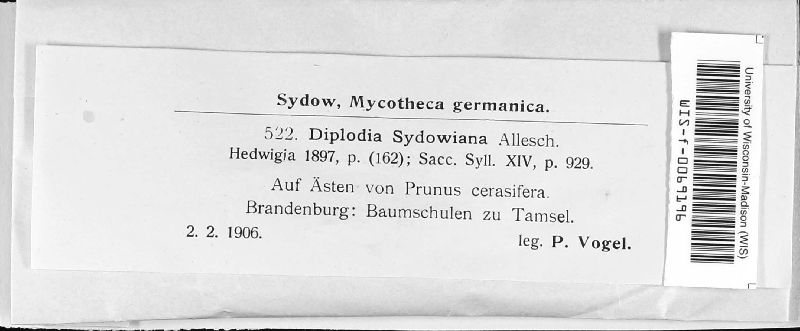 Sydow, Mycotheca germanica.
522. Diplodia Sydowiana Allesch.
Hedwigia 1897, p. (162); Sacc. Syll. XIV, p. 929.
Auf Ästen von Prunus cerasifera.
Brandenburg: Baumschulen zu Tamsel.
2. 2. 1906. leg. P. Vogel.
University of Wisconsin-Madison (WIS)
WIS-f-0069196